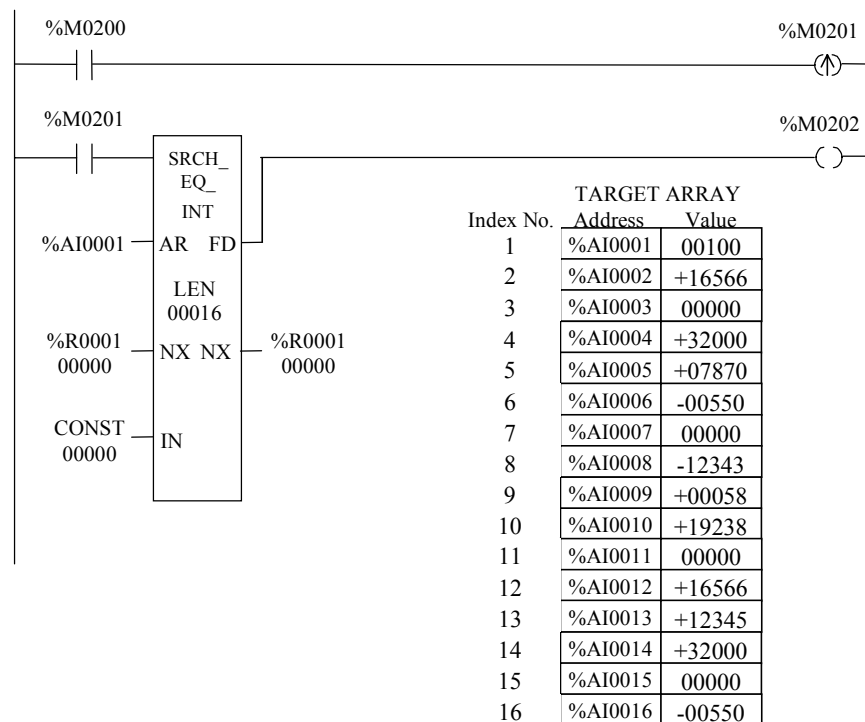 %M0200
%M0201
%M0201
%M0202
SRCH_
EQ_
INT
%AI0001 AR FD
LEN
00016
%R0001 NX NX %R0001
00000 00000
CONST
00000 IN
TARGET ARRAY
Index No. Address Value
1 %AI0001 00100
2 %AI0002 +16566
3 %AI0003 00000
4 %AI0004 +32000
5 %AI0005 +07870
6 %AI0006 -00550
7 %AI0007 00000
8 %AI0008 -12343
9 %AI0009 +00058
10 %AI0010 +19238
11 %AI0011 00000
12 %AI0012 +16566
13 %AI0013 +12345
14 %AI0014 +32000
15 %AI0015 00000
16 %AI0016 -00550